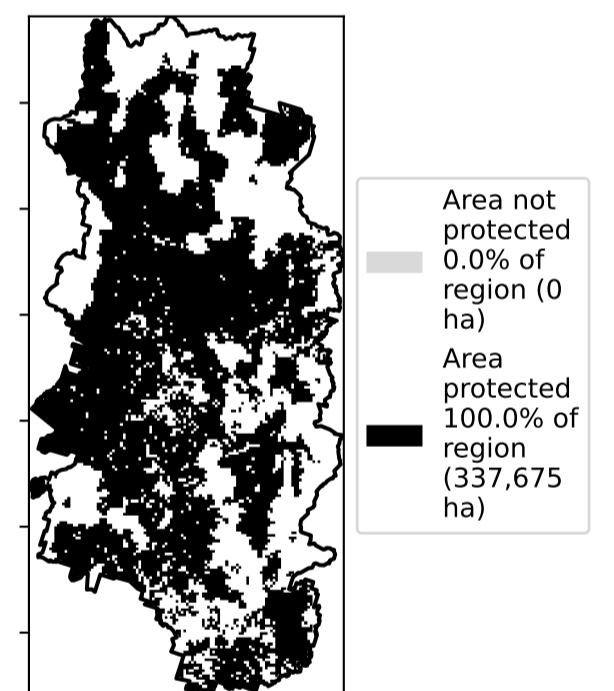 Area not
protected
0.0% of
region (0
ha)
Area
protected
100.0% of
region
(337,675
ha)